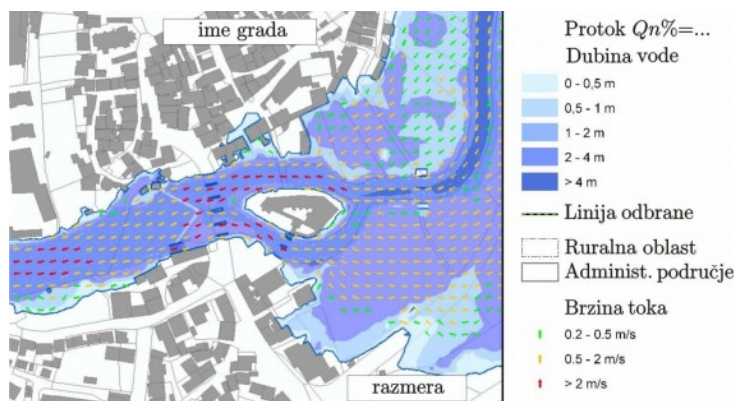 ime grada
razmera
Protok Qn%=...
Dubina vode
0 - 0,5 m
0,5 - 1 m
1 - 2 m
2 - 4 m
> 4 m
Linija odbrane
Ruralna oblast
Administ. područje
Brzina toka
0.2 - 0.5 m/s
0.5 - 2 m/s
> 2 m/s